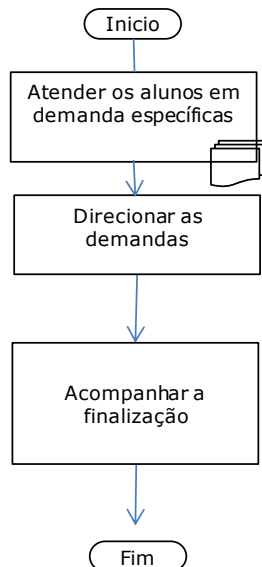 Inicio
Atender os alunos em
demanda específicas
Direcionar as
demandas
Acompanhar a
finalização
Fim